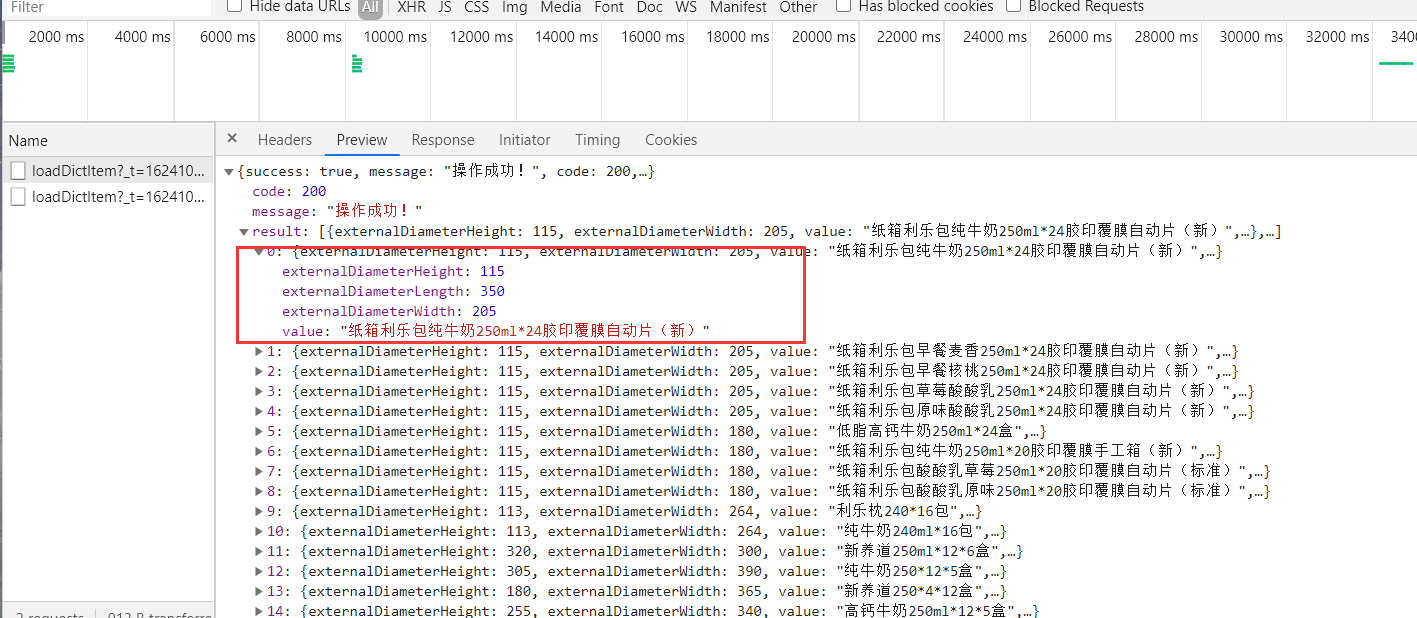 Filter Hide data URLs All XHR JS CSS Img Media Font Doc WS Manifest Other Has blocked cookies Blocked Requests
2000 ms 4000 ms 6000 ms 8000 ms 10000 ms 12000 ms 14000 ms 16000 ms 18000 ms 20000 ms 22000 ms 24000 ms 26000 ms 28000 ms 30000 ms 32000 ms 3400
Name × Headers Preview Response Initiator Timing Cookies
loadDictItem?_t=162410...
loadDictItem?_t=162410...
▼{success: true, message: "操作成功！", code: 200,…}
code: 200
message: "操作成功！"
▼result: [{externalDiameterHeight: 115, externalDiameterWidth: 205, value: "纸箱利乐包纯牛奶250ml*24胶印覆膜自动片（新）",…},…]
▼0: {externalDiameterHeight: 115, externalDiameterWidth: 205, value: "纸箱利乐包纯牛奶250ml*24胶印覆膜自动片（新）",…}
externalDiameterHeight: 115
externalDiameterLength: 350
externalDiameterWidth: 205
value: "纸箱利乐包纯牛奶250ml*24胶印覆膜自动片（新）"
▶1: {externalDiameterHeight: 115, externalDiameterWidth: 205, value: "纸箱利乐包早餐麦香250ml*24胶印覆膜自动片（新）",…}
▶2: {externalDiameterHeight: 115, externalDiameterWidth: 205, value: "纸箱利乐包早餐核桃250ml*24胶印覆膜自动片（新）",…}
▶3: {externalDiameterHeight: 115, externalDiameterWidth: 205, value: "纸箱利乐包草莓酸酸乳250ml*24胶印覆膜自动片（新）",…}
▶4: {externalDiameterHeight: 115, externalDiameterWidth: 205, value: "纸箱利乐包原味酸酸乳250ml*24胶印覆膜自动片（新）",…}
▶5: {externalDiameterHeight: 115, externalDiameterWidth: 180, value: "低脂高钙牛奶250ml*24盒",…}
▶6: {externalDiameterHeight: 115, externalDiameterWidth: 180, value: "纸箱利乐包纯牛奶250ml*20胶印覆膜手工箱（新）",…}
▶7: {externalDiameterHeight: 115, externalDiameterWidth: 180, value: "纸箱利乐包酸酸乳草莓250ml*20胶印覆膜自动片（标准）",…}
▶8: {externalDiameterHeight: 115, externalDiameterWidth: 180, value: "纸箱利乐包酸酸乳原味250ml*20胶印覆膜自动片（标准）",…}
▶9: {externalDiameterHeight: 113, externalDiameterWidth: 264, value: "利乐枕240*16包",…}
▶10: {externalDiameterHeight: 113, externalDiameterWidth: 264, value: "纯牛奶240ml*16包",…}
▶11: {externalDiameterHeight: 320, externalDiameterWidth: 300, value: "新养道250ml*12*6盒",…}
▶12: {externalDiameterHeight: 305, externalDiameterWidth: 390, value: "纯牛奶250*12*5盒",…}
▶13: {externalDiameterHeight: 180, externalDiameterWidth: 365, value: "新养道250*4*12盒",…}
▶14: {externalDiameterHeight: 255, externalDiameterWidth: 340, value: "高钙牛奶250ml*12*5盒",…}
2 requests 913 B transferre